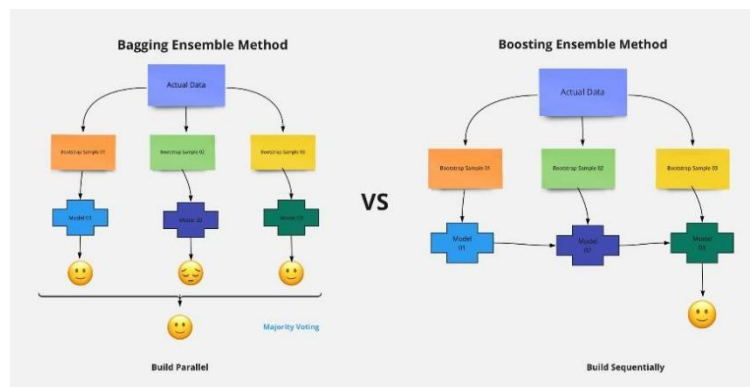 Bagging Ensemble Method
Actual Data
Bootstrap Sample 01
Bootstrap Sample 02
Bootstrap Sample 03
Model 01
Model 02
Model 03
Majority Voting
Build Parallel
VS
Boosting Ensemble Method
Actual Data
Bootstrap Sample 01
Bootstrap Sample 02
Bootstrap Sample 03
Model
01
Model
02
Model
03
Build Sequentially